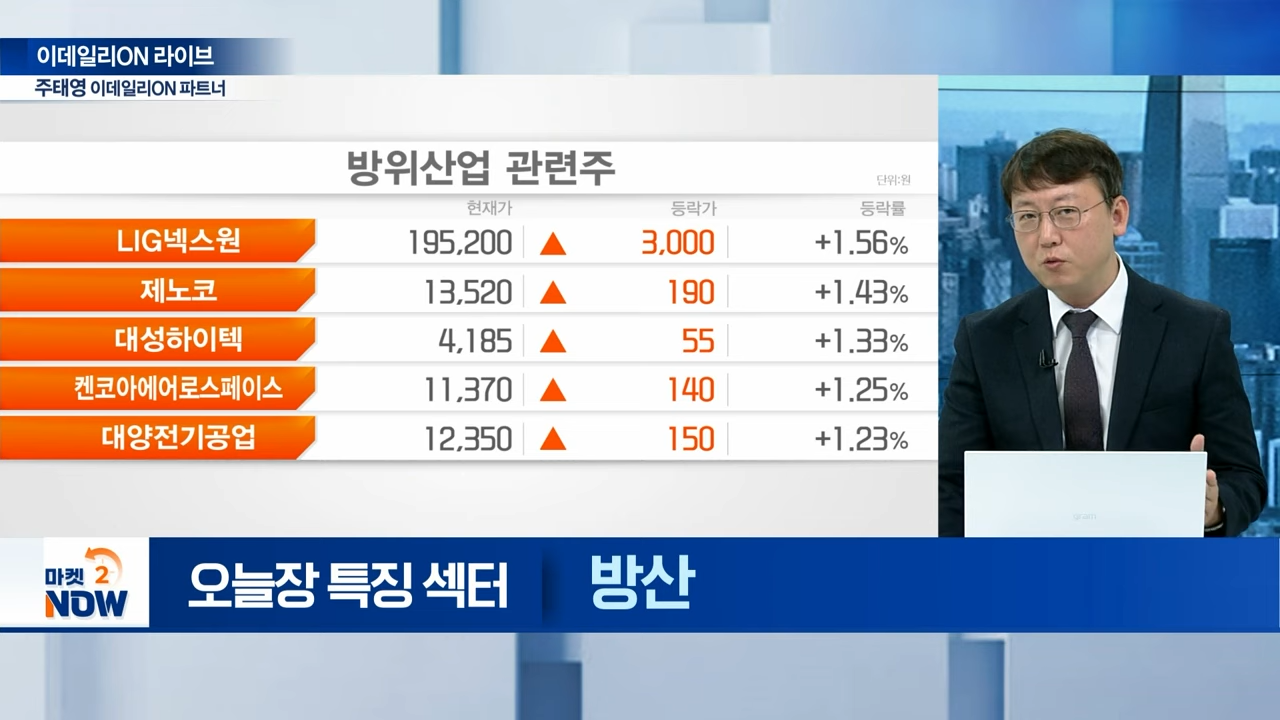 이데일리ON 라이브
주태영 이데일리ON 파트너
방위산업 관련주
단위:원
현재가 등락가 등락률
LIG넥스원 195,200 ▲ 3,000 +1.56%
제노코 13,520 ▲ 190 +1.43%
대성하이텍 4,185 ▲ 55 +1.33%
켄코아에어로스페이스 11,370 ▲ 140 +1.25%
대양전기공업 12,350 ▲ 150 +1.23%
gram
마켓 2
NOW
오늘장 특징 섹터 방산